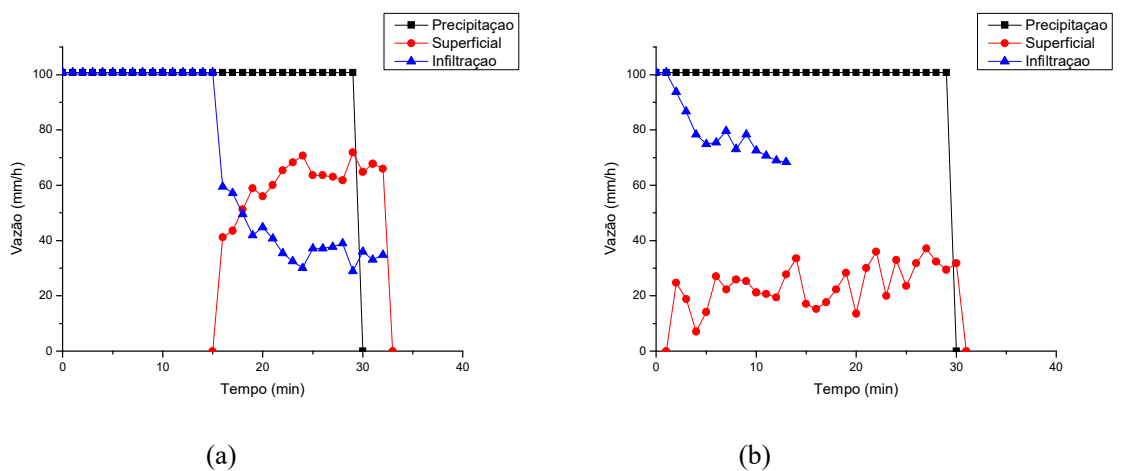 Precipitaçao
Superficial
Infiltraçao
100
80
60
40
20
0
Vazão (mm/h)
0
10
20
30
40
Tempo (min)
(a)
Precipitaçao
Superficial
Infiltraçao
100
80
60
40
20
0
Vazão (mm/h)
0
10
20
30
40
Tempo (min)
(b)